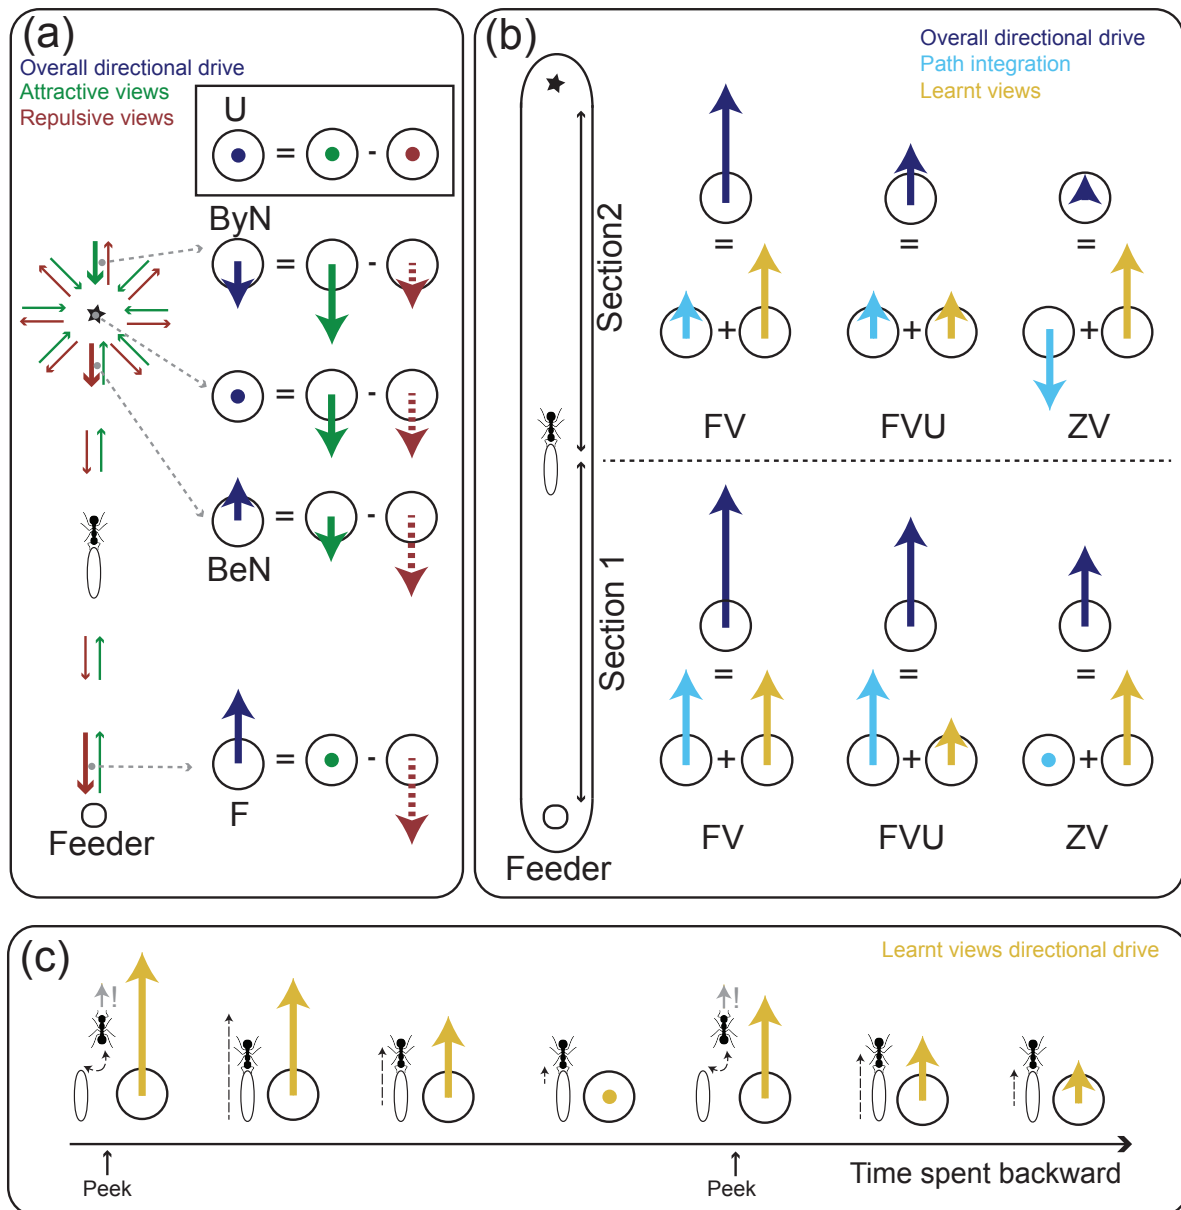 (a)
Overall directional drive
Attractive views
Repulsive views
U
= -
ByN
= -
= -
= -
BeN
= -
F
Feeder
(b)
Overall directional drive
Path integration
Learnt views
Section2
= = =
+ + +
FV FVU ZV
Section 1
= = =
+ + +
FV FVU ZV
Feeder
(c)
Learnt views directional drive
! !
Time spent backward
Peek Peek